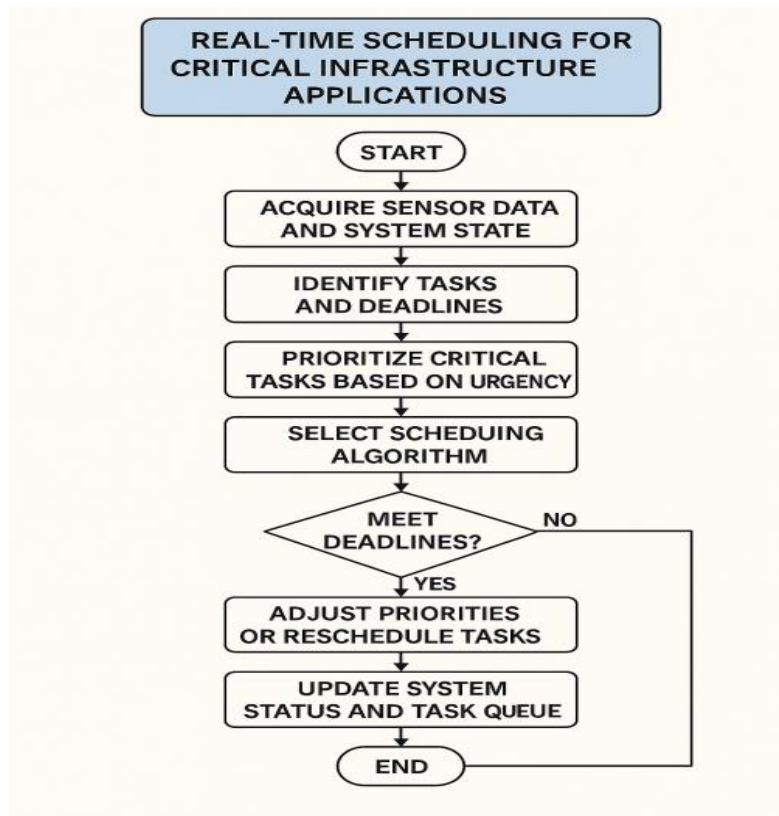 REAL-TIME SCHEDULING FOR
CRITICAL INFRASTRUCTURE
APPLICATIONS
START
ACQUIRE SENSOR DATA
AND SYSTEM STATE
IDENTIFY TASKS
AND DEADLINES
PRIORITIZE CRITICAL
TASKS BASED ON URGENCY
SELECT SCHEDUING
ALGORITHM
MEET
DEADLINES?
NO
YES
ADJUST PRIORITIES
OR RESCHEDULE TASKS
UPDATE SYSTEM
STATUS AND TASK QUEUE
END